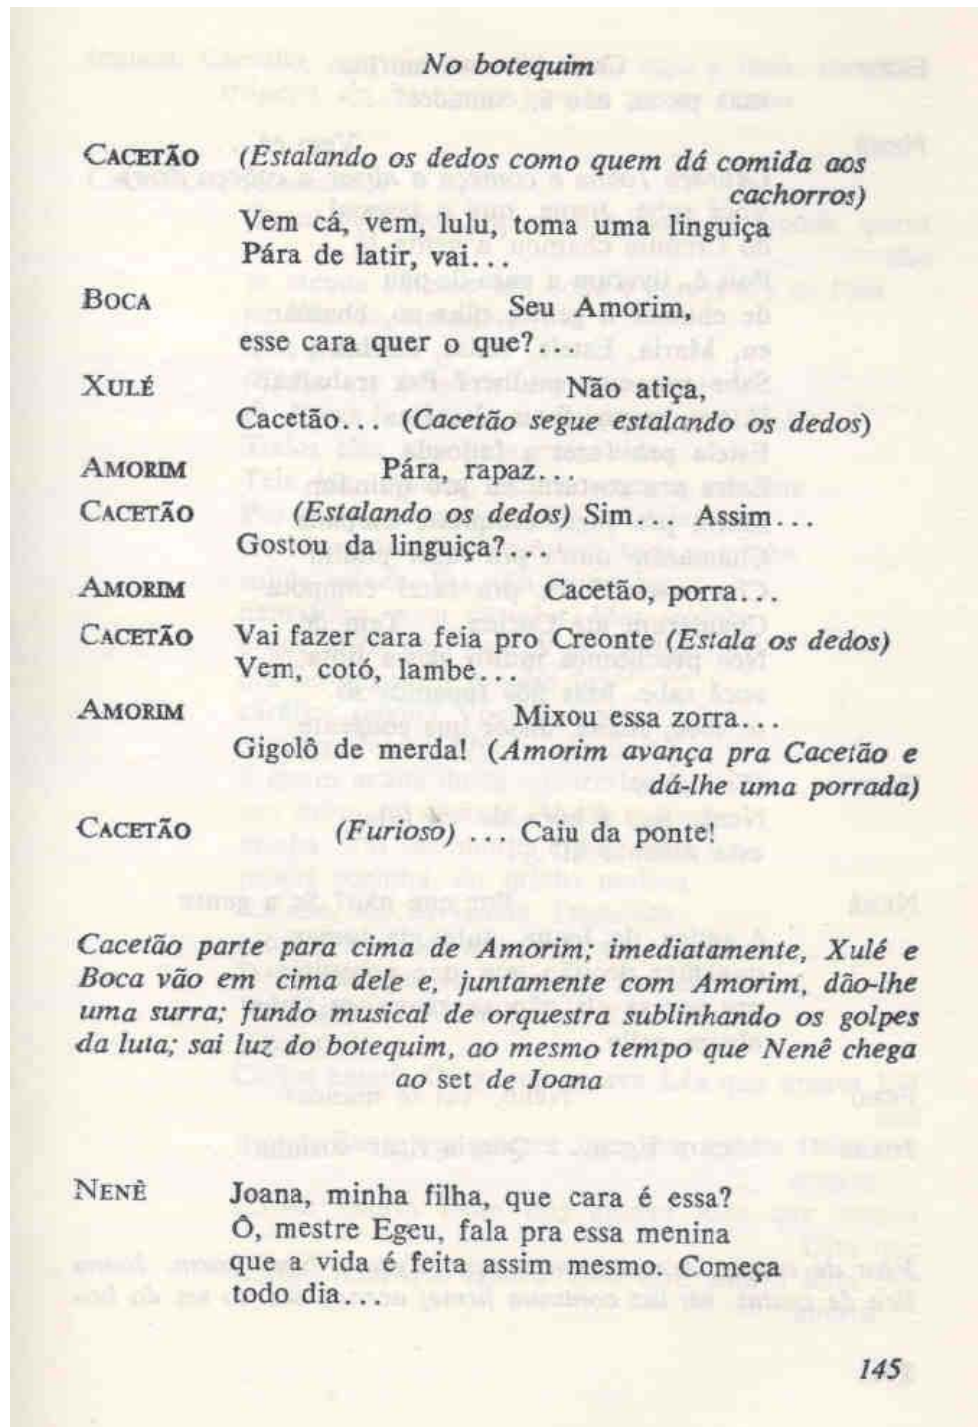 No botequim
CACETÃO (Estalando os dedos como quem dá comida aos
cachorros)
Vem cá, vem, lulu, toma uma linguiça
Pára de latir, vai...
BOCA Seu Amorim,
esse cara quer o que?...
XULÉ Não atiça,
Cacetão... (Cacetão segue estalando os dedos)
AMORIM Pára, rapaz...
CACETÃO (Estalando os dedos) Sim... Assim...
Gostou da linguiça?...
AMORIM Cacetão, porra...
CACETÃO Vai fazer cara feia pro Creonte (Estala os dedos)
Vem, cotó, lambe...
AMORIM Mixou essa zorra...
Gigolô de merda! (Amorim avança pra Cacetão e
dá-lhe uma porrada)
CACETÃO (Furioso) ... Caiu da ponte!
Cacetão parte para cima de Amorim; imediatamente, Xulé e
Boca vão em cima dele e, juntamente com Amorim, dão-lhe
uma surra; fundo musical de orquestra sublinhando os golpes
da luta; sai luz do botequim, ao mesmo tempo que Nenê chega
ao set de Joana
NENÊ Joana, minha filha, que cara é essa?
Ô, mestre Egeu, fala pra essa menina
que a vida é feita assim mesmo. Começa
todo dia...
145